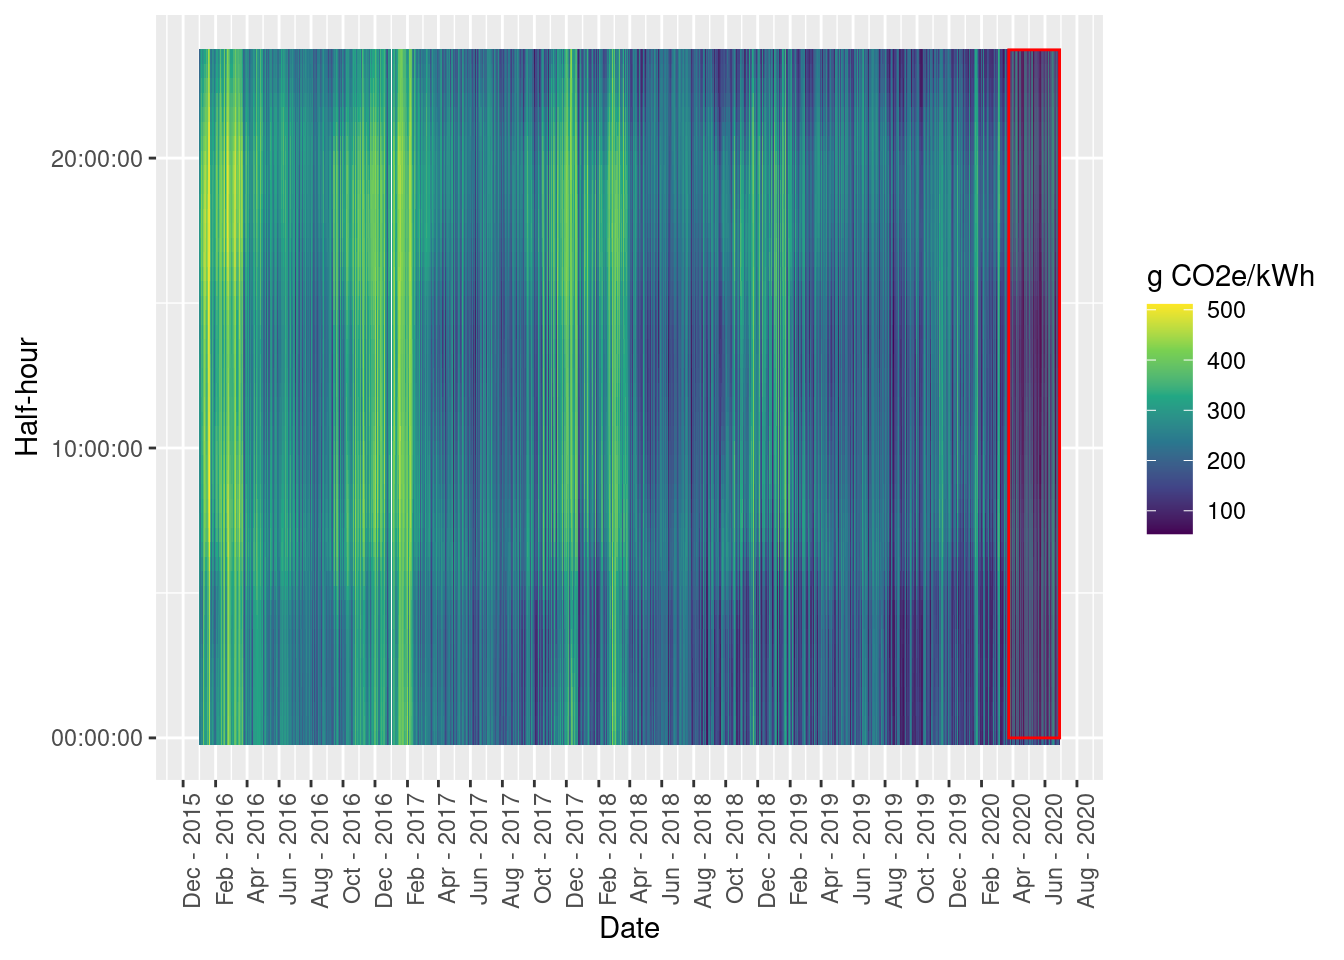 20:00:00
10:00:00
00:00:00
Half-hour
Dec - 2015
Feb - 2016
Apr - 2016
Jun - 2016
Aug - 2016
Oct - 2016
Dec - 2016
Feb - 2017
Apr - 2017
Jun - 2017
Aug - 2017
Oct - 2017
Dec - 2017
Feb - 2018
Apr - 2018
Jun - 2018
Aug - 2018
Oct - 2018
Dec - 2018
Feb - 2019
Apr - 2019
Jun - 2019
Aug - 2019
Oct - 2019
Dec - 2019
Feb - 2020
Apr - 2020
Jun - 2020
Aug - 2020
Date
g CO2e/kWh
500
400
300
200
100